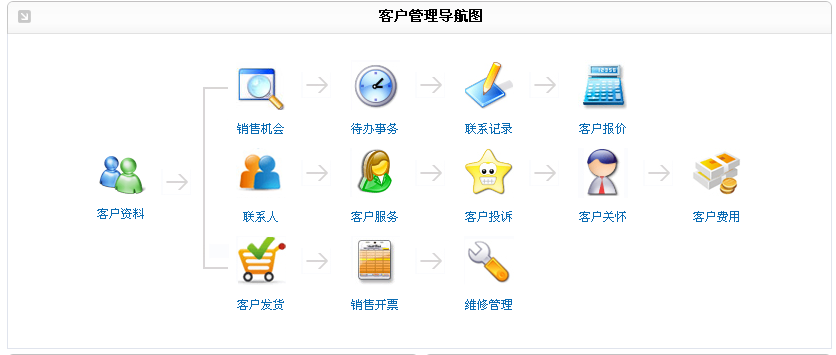 客户管理导航图
销售机会 待办事务 联系记录 客户报价
客户资料
联系人 客户服务 客户投诉 客户关怀 客户费用
客户发货 销售开票 维修管理